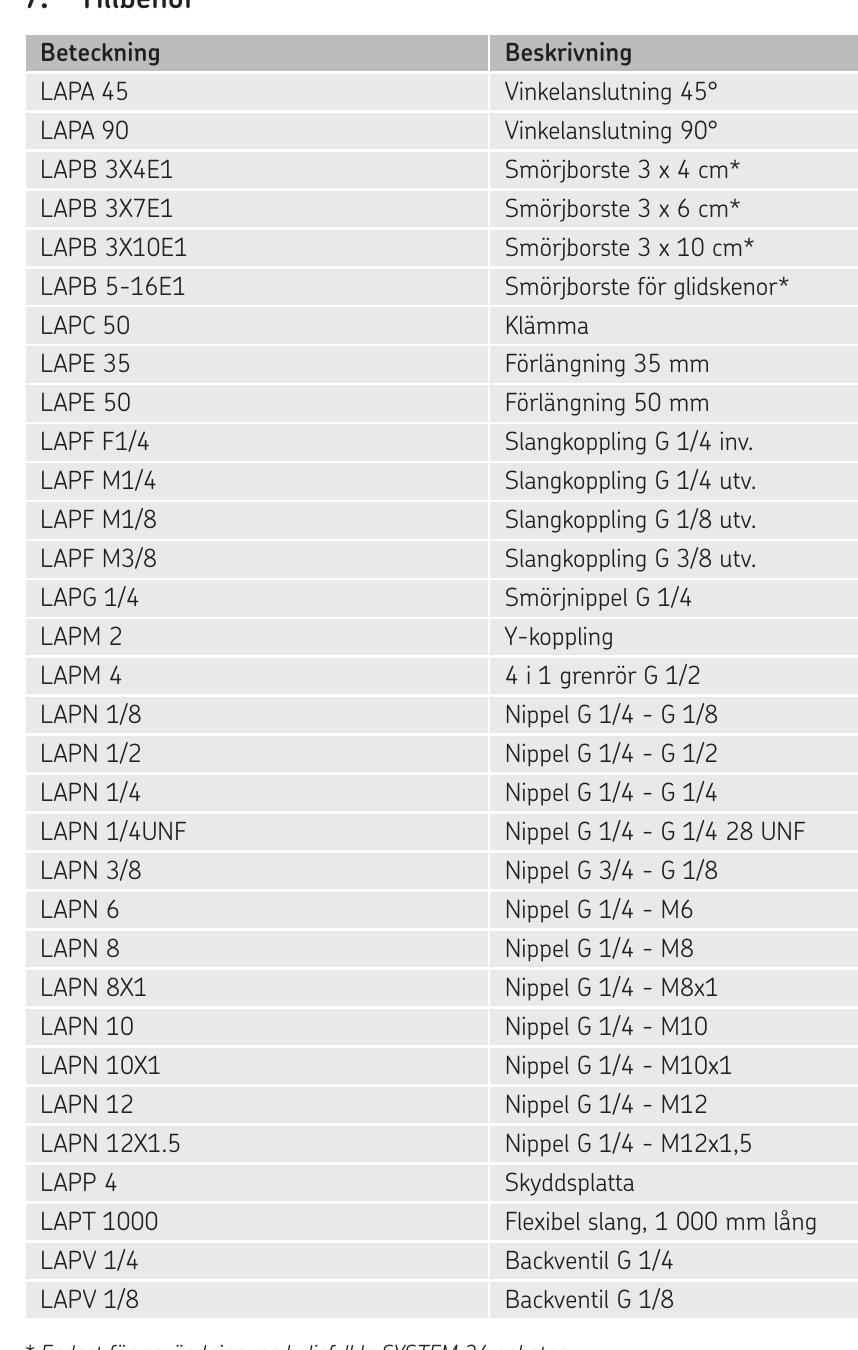 7. Tillbehör
Beteckning Beskrivning
LAPA 45 Vinkelanslutning 45°
LAPA 90 Vinkelanslutning 90°
LAPB 3X4E1 Smörjborste 3 x 4 cm*
LAPB 3X7E1 Smörjborste 3 x 6 cm*
LAPB 3X10E1 Smörjborste 3 x 10 cm*
LAPB 5-16E1 Smörjborste för glidskenor*
LAPC 50 Klämma
LAPE 35 Förlängning 35 mm
LAPE 50 Förlängning 50 mm
LAPF F1/4 Slangkoppling G 1/4 inv.
LAPF M1/4 Slangkoppling G 1/4 utv.
LAPF M1/8 Slangkoppling G 1/8 utv.
LAPF M3/8 Slangkoppling G 3/8 utv.
LAPG 1/4 Smörjnippel G 1/4
LAPM 2 Y-koppling
LAPM 4 4 i 1 grenrör G 1/2
LAPN 1/8 Nippel G 1/4 - G 1/8
LAPN 1/2 Nippel G 1/4 - G 1/2
LAPN 1/4 Nippel G 1/4 - G 1/4
LAPN 1/4UNF Nippel G 1/4 - G 1/4 28 UNF
LAPN 3/8 Nippel G 3/4 - G 1/8
LAPN 6 Nippel G 1/4 - M6
LAPN 8 Nippel G 1/4 - M8
LAPN 8X1 Nippel G 1/4 - M8x1
LAPN 10 Nippel G 1/4 - M10
LAPN 10X1 Nippel G 1/4 - M10x1
LAPN 12 Nippel G 1/4 - M12
LAPN 12X1.5 Nippel G 1/4 - M12x1,5
LAPP 4 Skyddsplatta
LAPT 1000 Flexibel slang, 1 000 mm lång
LAPV 1/4 Backventil G 1/4
LAPV 1/8 Backventil G 1/8